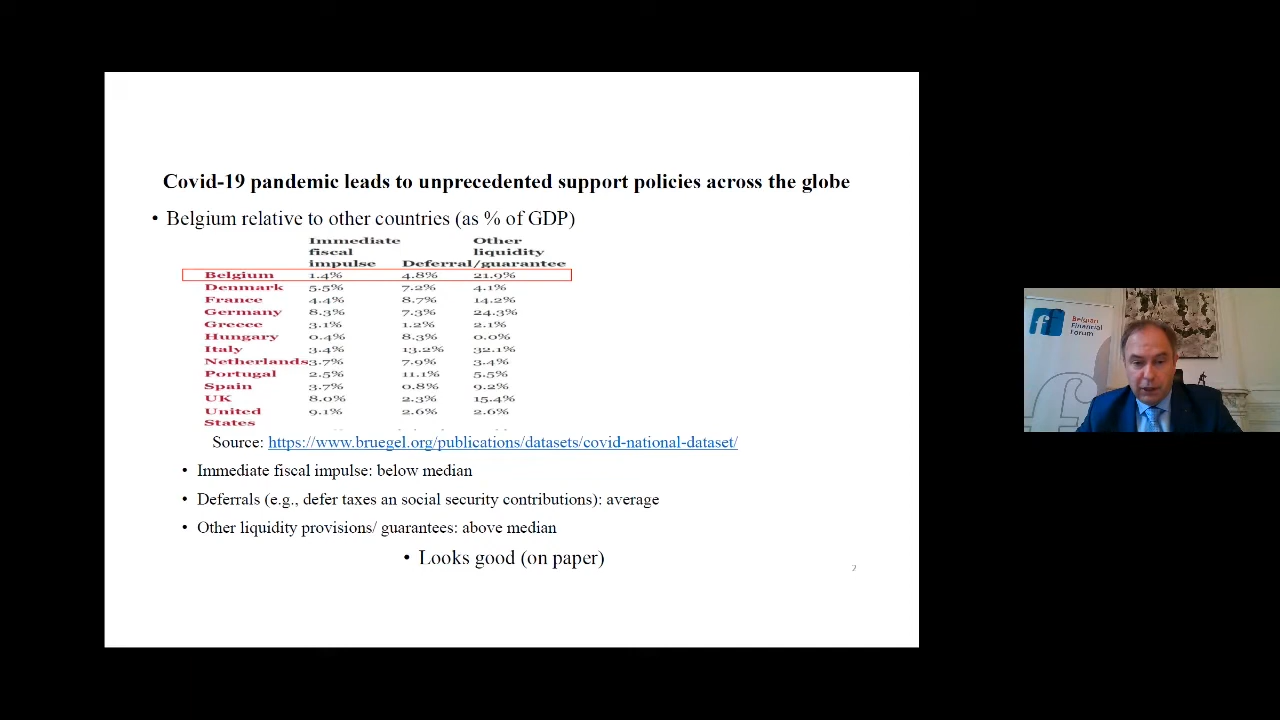 Covid-19 pandemic leads to unprecedented support policies across the globe
• Belgium relative to other countries (as % of GDP)
Immediate Other
fiscal liquidity
impulse Deferral/guarantee
Belgium 1.4% 4.8% 21.9%
Denmark 5.5% 7.2% 4.1%
France 4.4% 8.7% 14.2%
Germany 8.3% 7.3% 24.3%
Greece 3.1% 1.2% 2.1%
Hungary 0.4% 8.3% 0.0%
Italy 3.4% 13.2% 32.1%
Netherlands 3.7% 7.9% 3.4%
Portugal 2.5% 11.1% 5.5%
Spain 3.7% 0.8% 9.2%
UK 8.0% 2.3% 15.4%
United 9.1% 2.6% 2.6%
States
Source: https://www.bruegel.org/publications/datasets/covid-national-dataset/
• Immediate fiscal impulse: below median
• Deferrals (e.g., defer taxes an social security contributions): average
• Other liquidity provisions/ guarantees: above median
• Looks good (on paper)
2
Belgian
Financial
Forum